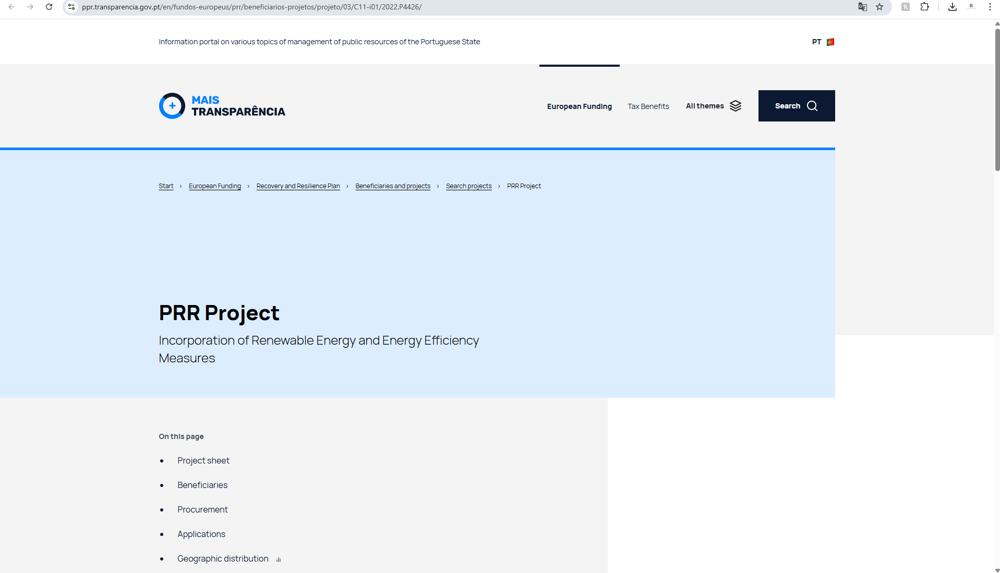 ppr.transparencia.gov.pt/en/fundos-europeus/prr/beneficiarios-projetos/projeto/03/C11-i01/2022.P4426/
Information portal on various topics of management of public resources of the Portuguese State
PT
MAIS
TRANSPARÊNCIA
European Funding
Tax Benefits
All themes
Search
Start > European Funding > Recovery and Resilience Plan > Beneficiaries and projects > Search projects > PRR Project
PRR Project
Incorporation of Renewable Energy and Energy Efficiency
Measures
On this page
• Project sheet
• Beneficiaries
• Procurement
• Applications
• Geographic distribution